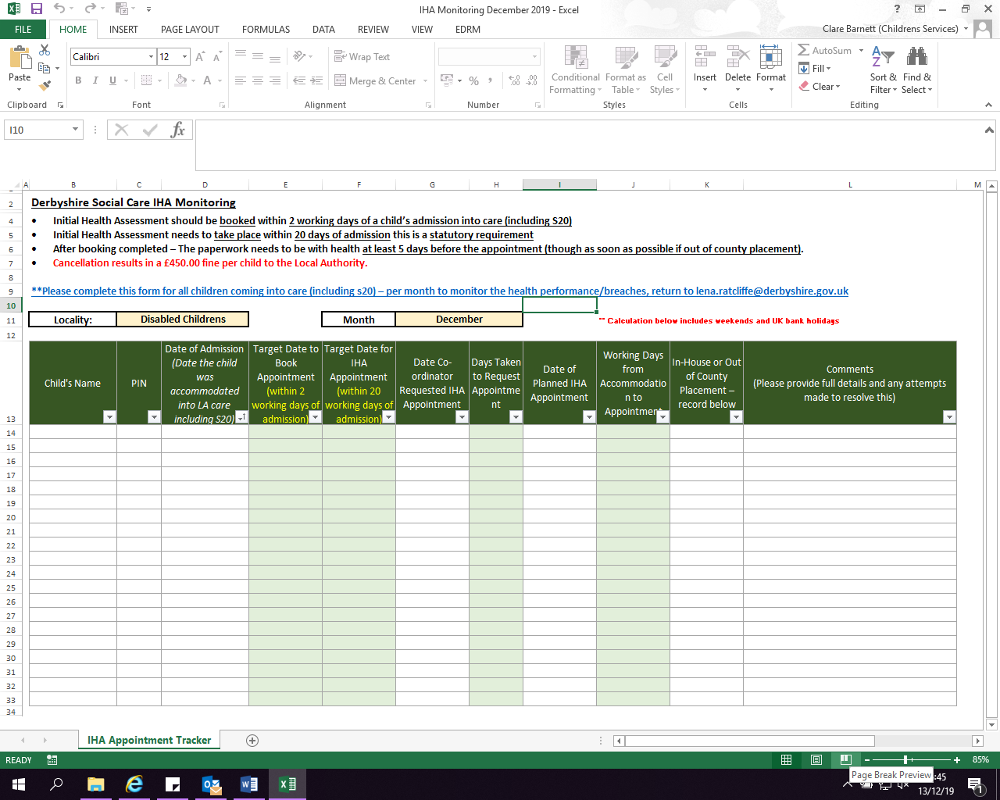 IHA Monitoring December 2019 - Excel
FILE HOME INSERT PAGE LAYOUT FORMULAS DATA REVIEW VIEW EDRM
Clare Barnett (Childrens Services)
Paste
Calibri 12
B I U
Wrap Text
Merge & Center
% ,
Conditional Formatting
Format as Table
Cell Styles
Insert Delete Format
AutoSum
Fill
Clear
Sort & Filter
Find & Select
Clipboard Font Alignment Number Styles Cells Editing
I10
fx
A B C D E F G H I J K L M
2 Derbyshire Social Care IHA Monitoring
4 • Initial Health Assessment should be booked within 2 working days of a child's admission into care (including S20)
5 • Initial Health Assessment needs to take place within 20 days of admission this is a statutory requirement
6 • After booking completed – The paperwork needs to be with health at least 5 days before the appointment (though as soon as possible if out of county placement).
7 • Cancellation results in a £450.00 fine per child to the Local Authority.
8
9 **Please complete this form for all children coming into care (including s20) – per month to monitor the health performance/breaches, return to lena.ratcliffe@derbyshire.gov.uk
10
11 Locality: Disabled Childrens Month December ** Calculation below includes weekends and UK bank holidays
12
13
Child's Name
PIN
Date of Admission
(Date the child
was
accommodated
into LA care
including S20)
Target Date to
Book
Appointment
(within 2
working days of
admission)
Target Date for
IHA
Appointment
(within 20
working days of
admission)
Date Co-
ordinator
Requested IHA
Appointment
Days Taken
to Request
Appointme
nt
Date of
Planned IHA
Appointment
Working Days
from
Accommodatio
n to
Appointment
In-House or Out
of County
Placement –
record below
Comments
(Please provide full details and any attempts
made to resolve this)
14
15
16
17
18
19
20
21
22
23
24
25
26
27
28
29
30
31
32
33
34
IHA Appointment Tracker
READY
85%
Page Break Preview
:45
13/12/19
1